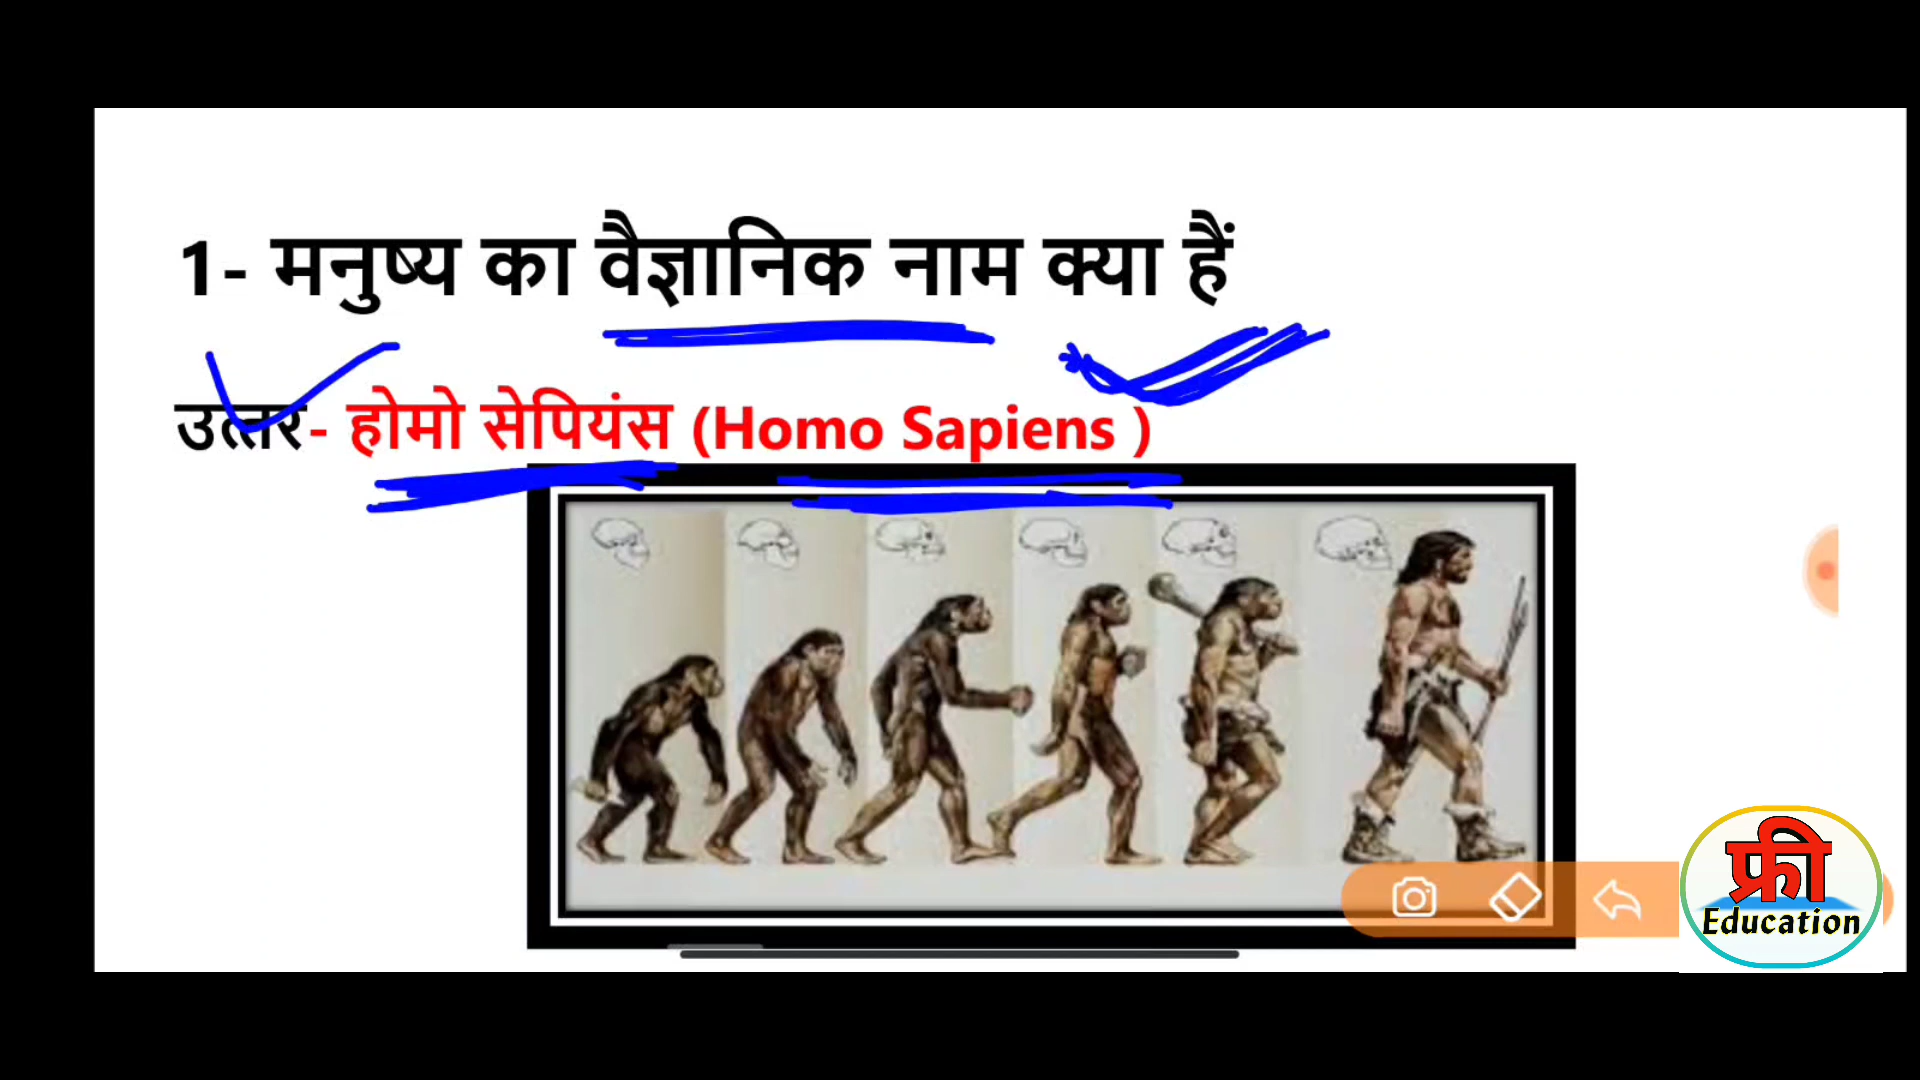 1- मनुष्य का वैज्ञानिक नाम क्या हैं
उत्तर- होमो सेपियंस (Homo Sapiens )
फ्री
Education